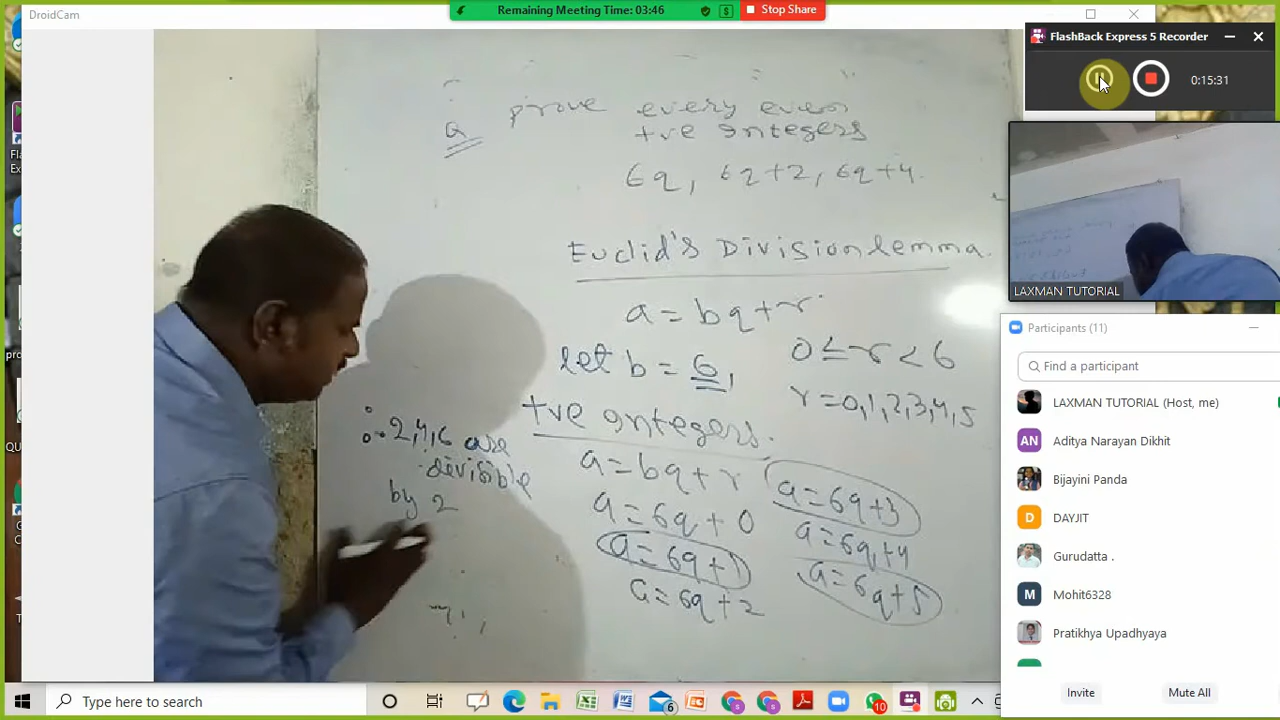 DroidCam
Remaining Meeting Time: 03:46
Stop Share
FlashBack Express 5 Recorder
0:15:31
a prove every even
+ve integers
6q, 6q+2, 6q+4.
Euclid's Division lemma.
a = bq + r
let b = 6, 0 ≤ r < 6
r = 0,1,2,3,4,5
+ve integers.
a = bq + r
a = 6q + 0
a = 6q + 1
a = 6q + 2
a = 6q + 3
a = 6q + 4
a = 6q + 5
∴ 2,4,6 are
divisible
by 2
LAXMAN TUTORIAL
Participants (11)
Find a participant
LAXMAN TUTORIAL (Host, me)
AN Aditya Narayan Dikhit
Bijayini Panda
D DAYJIT
Gurudatta .
M Mohit6328
Pratikhya Upadhyaya
Invite Mute All
Type here to search
6
10